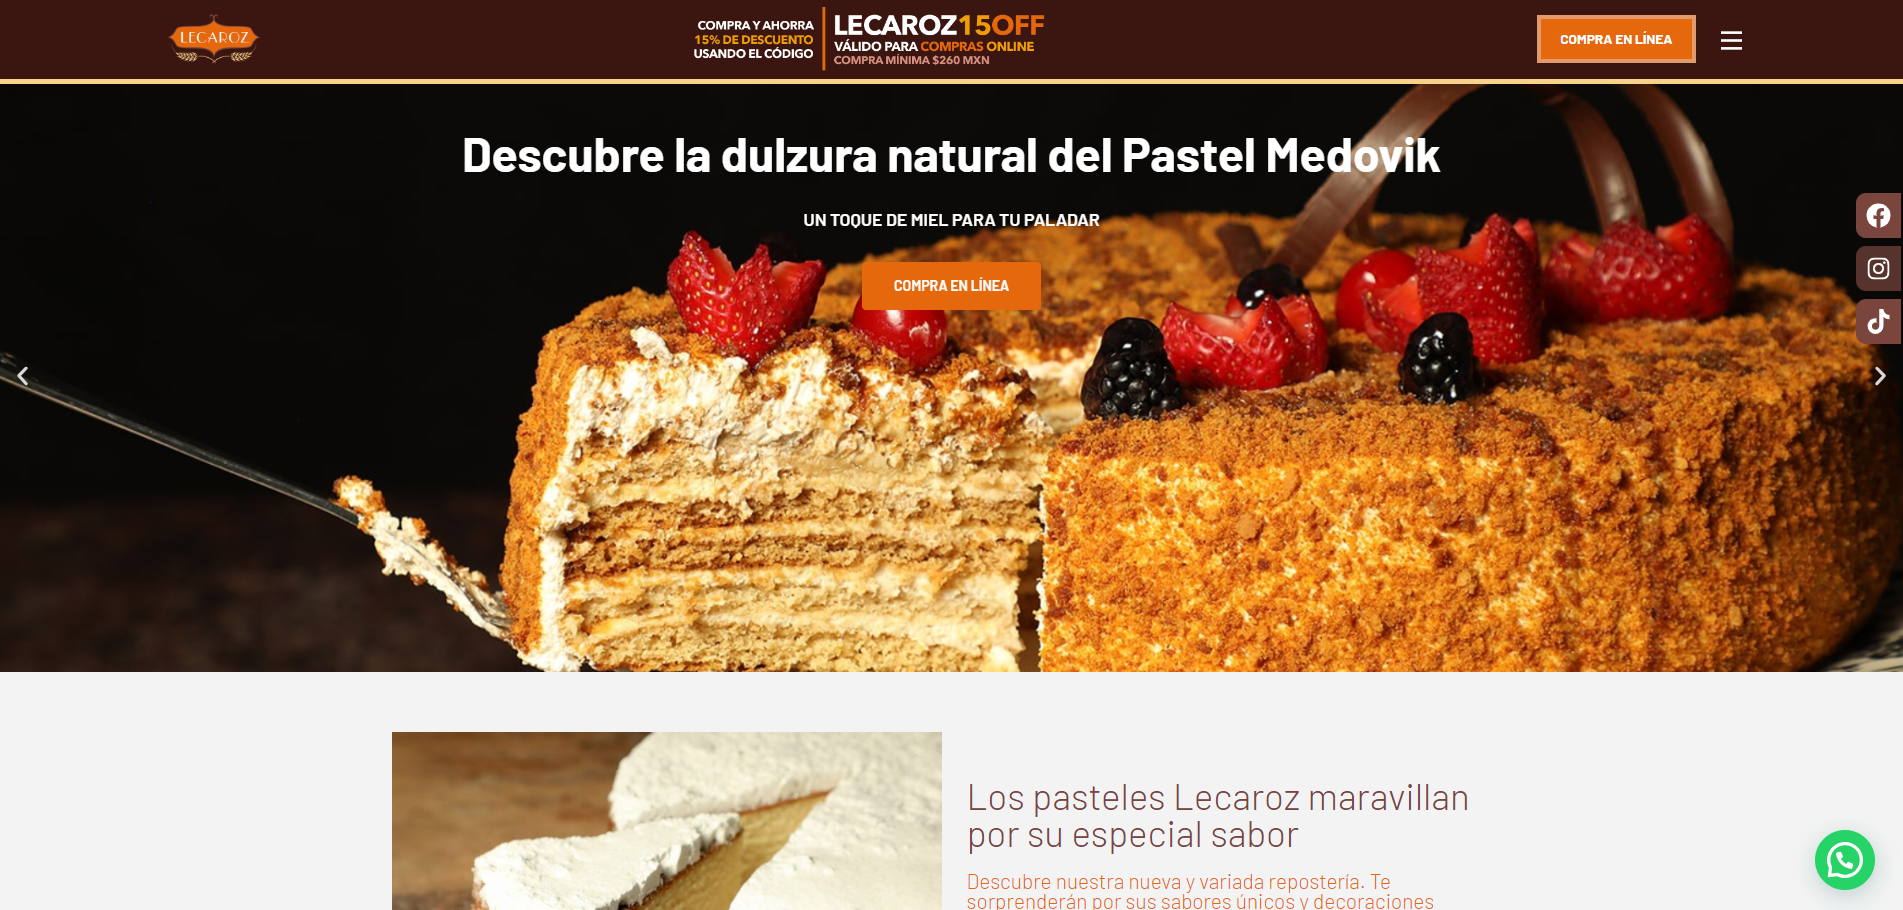 LECAROZ
COMPRA Y AHORRA
15% DE DESCUENTO
USANDO EL CÓDIGO
LECAROZ15OFF
VÁLIDO PARA COMPRAS ONLINE
COMPRA MÍNIMA $260 MXN
COMPRA EN LÍNEA
Descubre la dulzura natural del Pastel Medovik
UN TOQUE DE MIEL PARA TU PALADAR
COMPRA EN LÍNEA
Los pasteles Lecaroz maravillan
por su especial sabor
Descubre nuestra nueva y variada repostería. Te
sorprenderán por sus sabores únicos y decoraciones